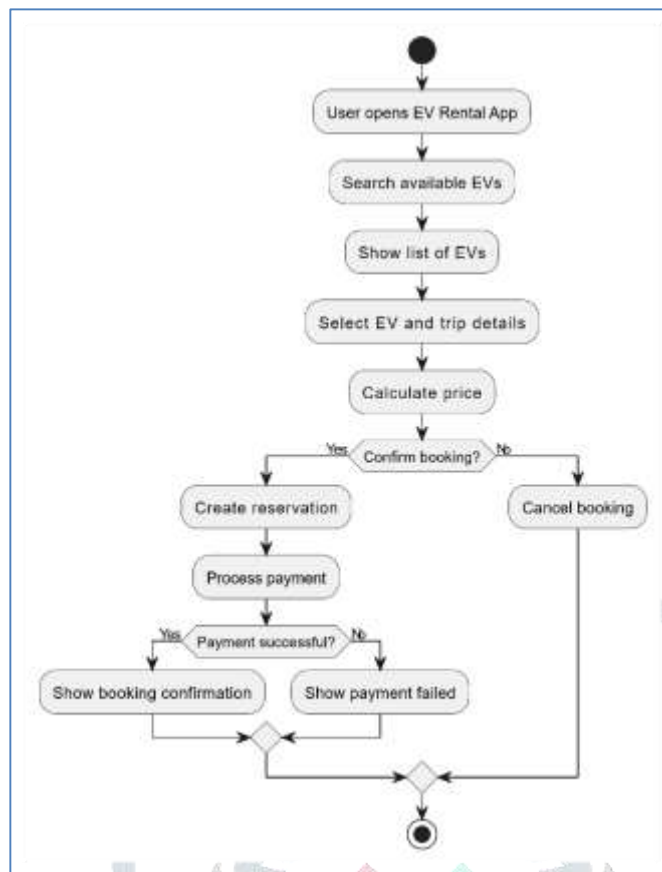 User opens EV Rental App
Search available EVs
Show list of EVs
Select EV and trip details
Calculate price
Yes
Confirm booking?
No
Create reservation
Cancel booking
Process payment
Yes
Payment successful?
No
Show booking confirmation
Show payment failed